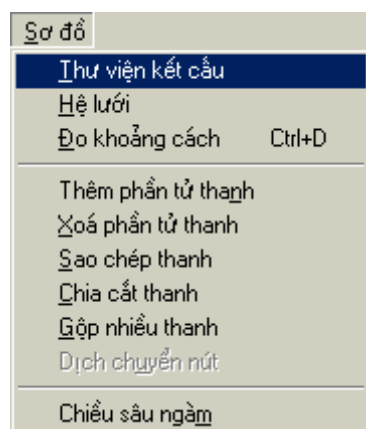 Sơ đồ
Thư viện kết cấu
Hệ lưới
Đo khoảng cách Ctrl+D
Thêm phần tử thanh
Xoá phần tử thanh
Sao chép thanh
Chia cắt thanh
Gộp nhiều thanh
Dịch chuyển nút
Chiều sâu ngàm